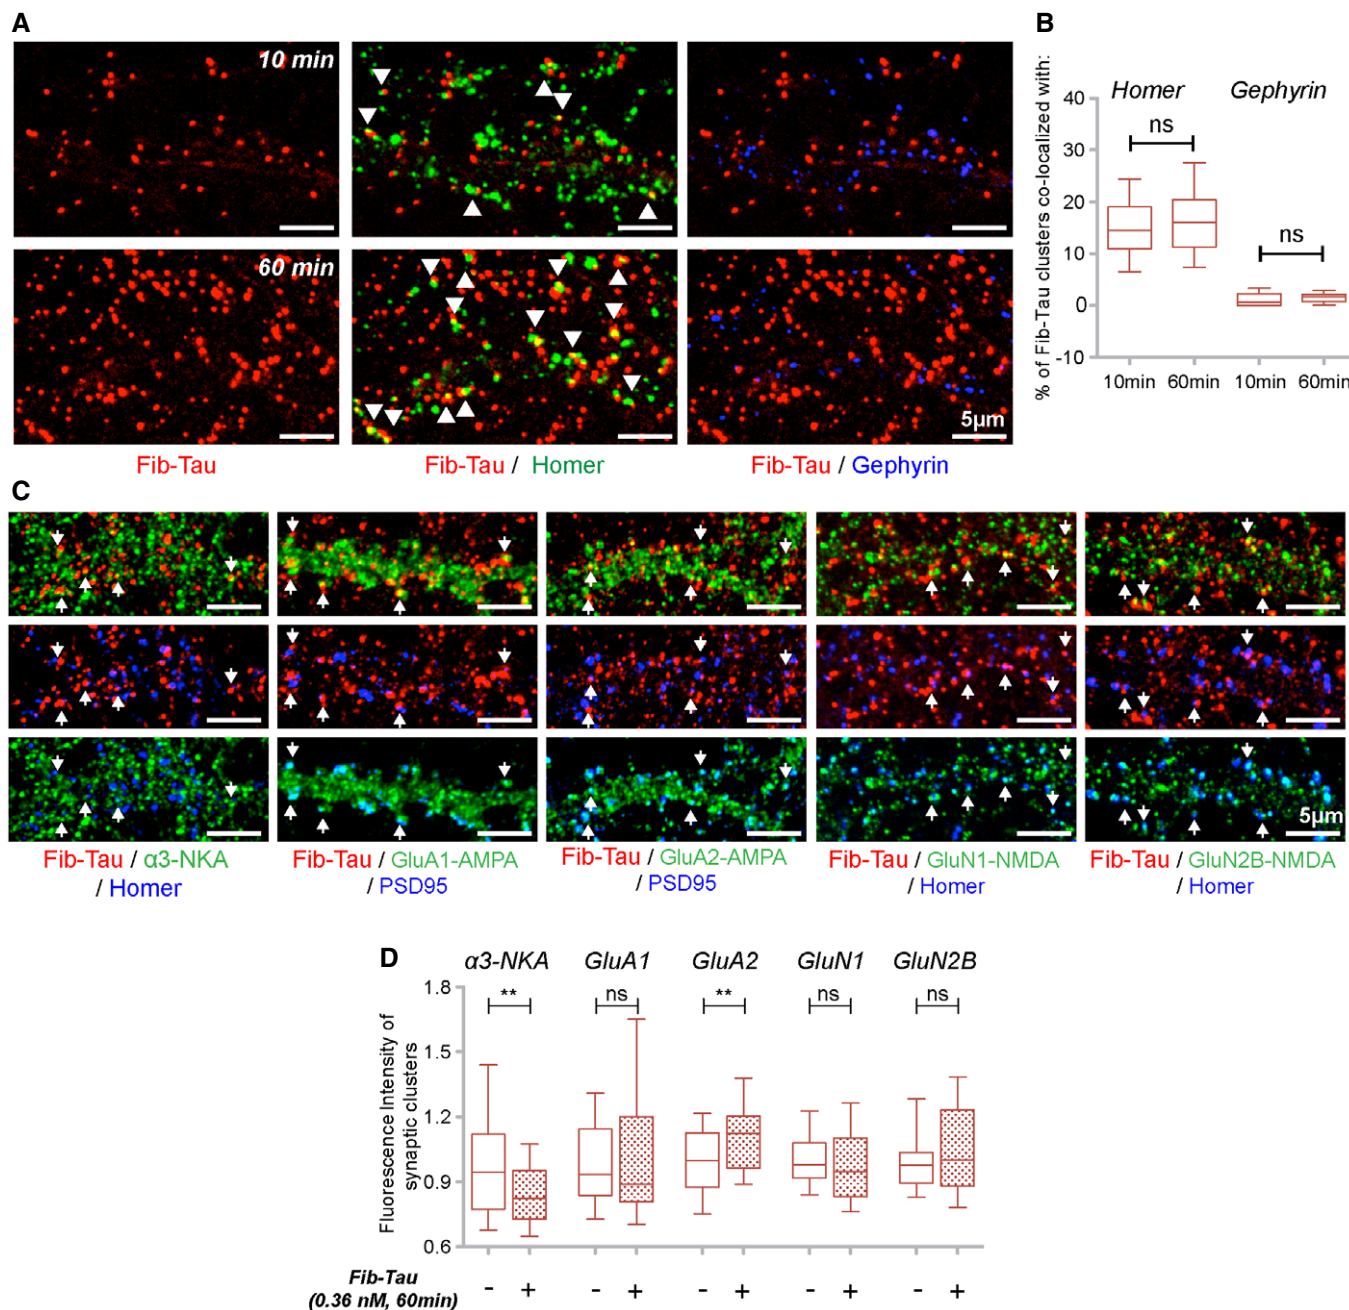 A
10 min
60 min
5µm
Fib-Tau
Fib-Tau / Homer
Fib-Tau / Gephyrin
B
% of Fib-Tau clusters co-localized with:
Homer Gephyrin
ns
ns
40
30
20
10
0
-10
10min 60min 10min 60min
C
5µm
Fib-Tau / α3-NKA
/ Homer
Fib-Tau / GluA1-AMPA
/ PSD95
Fib-Tau / GluA2-AMPA
/ PSD95
Fib-Tau / GluN1-NMDA
/ Homer
Fib-Tau / GluN2B-NMDA
/ Homer
D
α3-NKA GluA1 GluA2 GluN1 GluN2B
** ns ** ns ns
Fluorescence Intensity of
synaptic clusters
1.8
1.5
1.2
0.9
0.6
Fib-Tau
(0.36 nM, 60min)
- + - + - + - + - +